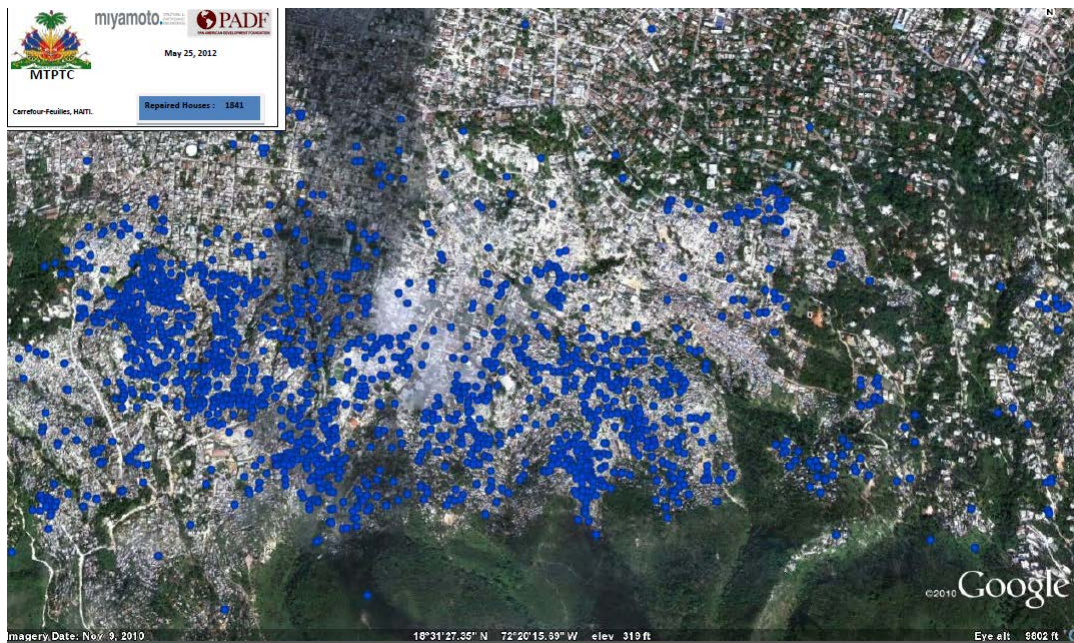 miyamoto.
PADF
PAN AMERICAN DEVELOPMENT FOUNDATION
May 25, 2012
MTPTC
Carrefour-Feuilles, HAITI.
Repaired Houses : 1841
N
©2010 Google
Imagery Date: Nov 9, 2010
18°31'27.35" N 72°20'15.69" W elev 319 ft
Eye alt 9802 ft